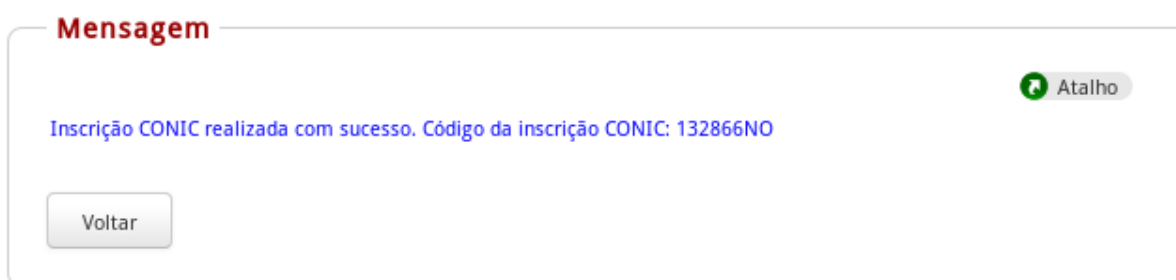 Mensagem
Atalho
Inscrição CONIC realizada com sucesso. Código da inscrição CONIC: 132866NO
Voltar